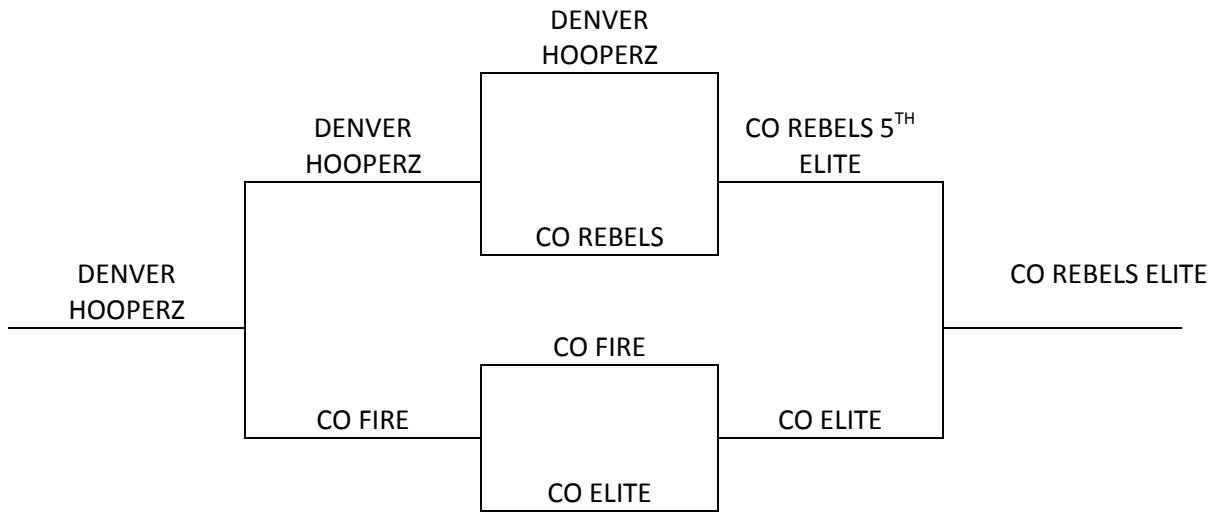 DENVER
HOOPERZ
DENVER
HOOPERZ
CO REBELS 5TH
ELITE
CO REBELS
DENVER
HOOPERZ
CO REBELS ELITE
CO FIRE
CO FIRE
CO ELITE
CO ELITE